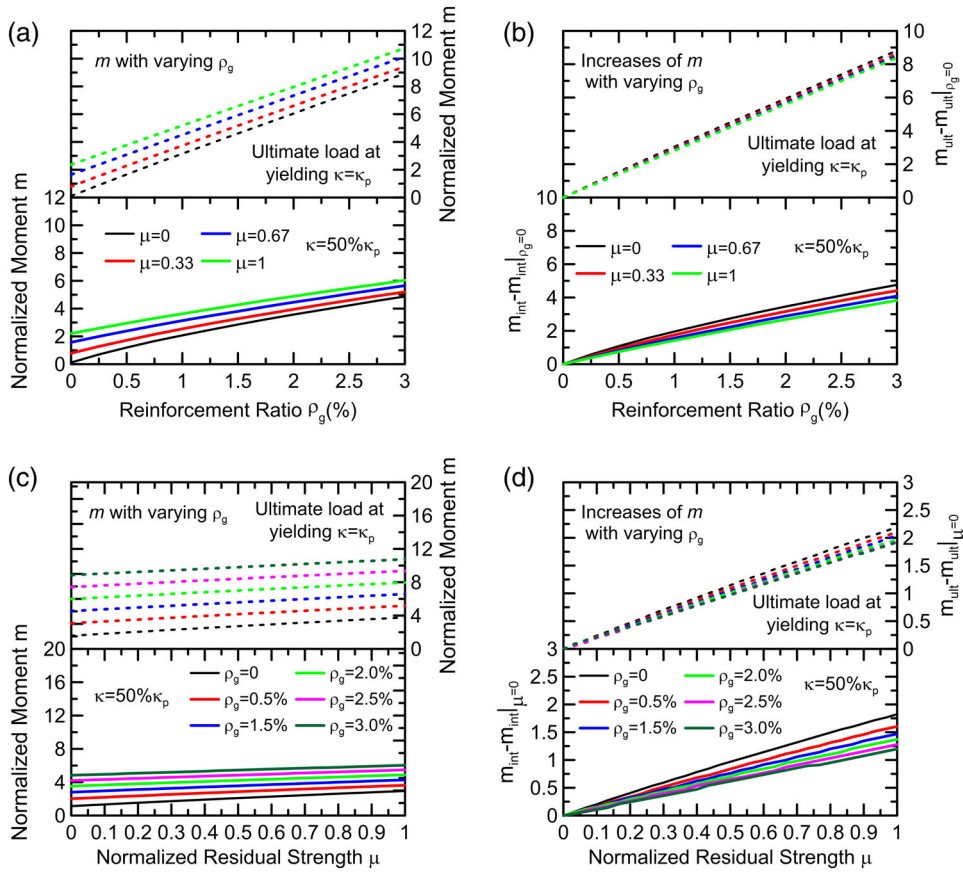 (a)
Normalized Moment m
12
10
8
6
4
2
0
m with varying ρg
Ultimate load at
yielding κ=κp
0
2
4
6
8
10
12
Normalized Moment m
μ=0
μ=0.67
κ=50%κp
μ=0.33
μ=1
0
0.5
1
1.5
2
2.5
3
Reinforcement Ratio ρg(%)
(b)
mint-mint|ρg=0
10
8
6
4
2
0
Increases of m
with varying ρg
Ultimate load at
yielding κ=κp
0
2
4
6
8
10
mult-mult|ρg=0
μ=0
μ=0.67
κ=50%κp
μ=0.33
μ=1
0
0.5
1
1.5
2
2.5
3
Reinforcement Ratio ρg(%)
(c)
Normalized Moment m
20
16
12
8
4
0
m with varying ρg
Ultimate load at
yielding κ=κp
0
4
8
12
16
20
Normalized Moment m
κ=50%κp
ρg=0
ρg=2.0%
ρg=0.5%
ρg=2.5%
ρg=1.5%
ρg=3.0%
0
0.1
0.2
0.3
0.4
0.5
0.6
0.7
0.8
0.9
1
Normalized Residual Strength μ
(d)
mint-mint|μ=0
3
2.5
2
1.5
1
0.5
0
Increases of m
with varying ρg
Ultimate load at
yielding κ=κp
0
0.5
1
1.5
2
2.5
3
mult-mult|μ=0
ρg=0
ρg=2.0%
κ=50%κp
ρg=0.5%
ρg=2.5%
ρg=1.5%
ρg=3.0%
0
0.1
0.2
0.3
0.4
0.5
0.6
0.7
0.8
0.9
1
Normalized Residual Strength μ